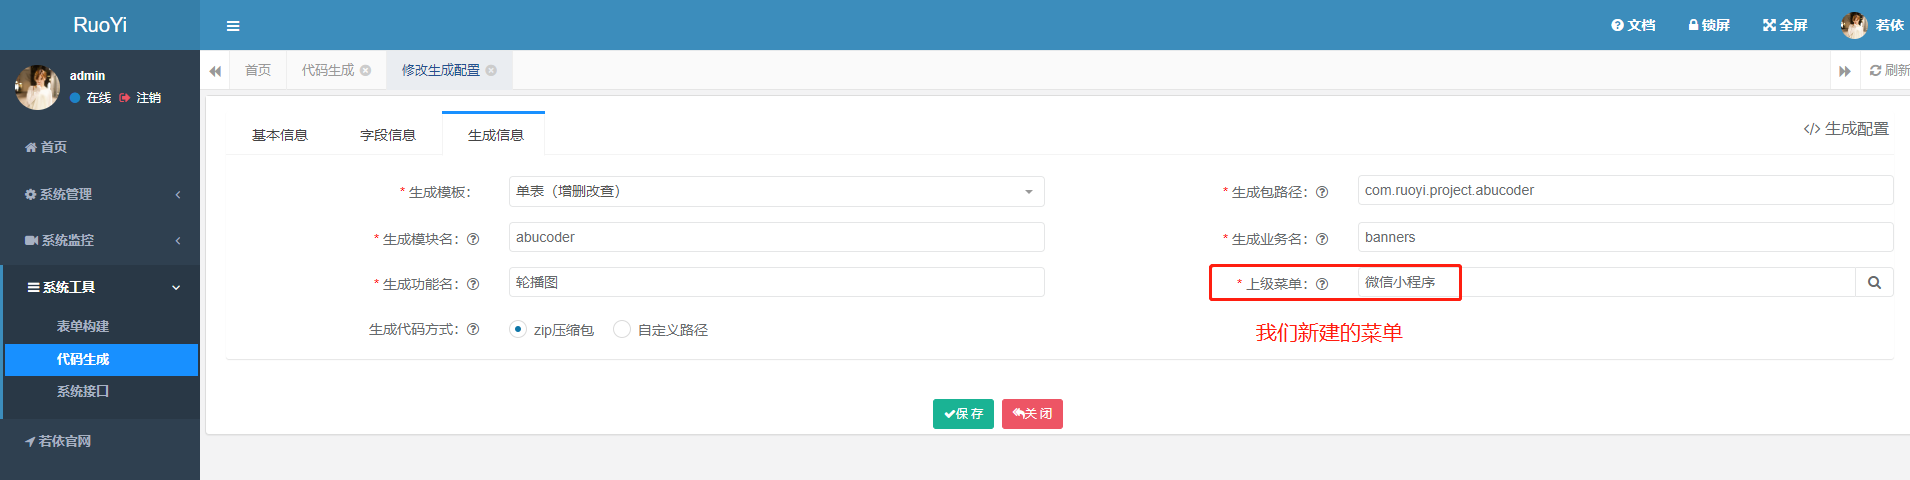 RuoYi
文档
锁屏
全屏
若依
admin
在线 注销
首页
系统管理
系统监控
系统工具
表单构建
代码生成
系统接口
若依官网
首页
代码生成
修改生成配置
刷新
基本信息
字段信息
生成信息
</> 生成配置
* 生成模板：
单表（增删改查）
* 生成包路径：
com.ruoyi.project.abucoder
* 生成模块名：
abucoder
* 生成业务名：
banners
* 生成功能名：
轮播图
* 上级菜单：
微信小程序
生成代码方式：
zip压缩包
自定义路径
我们新建的菜单
保 存
关 闭